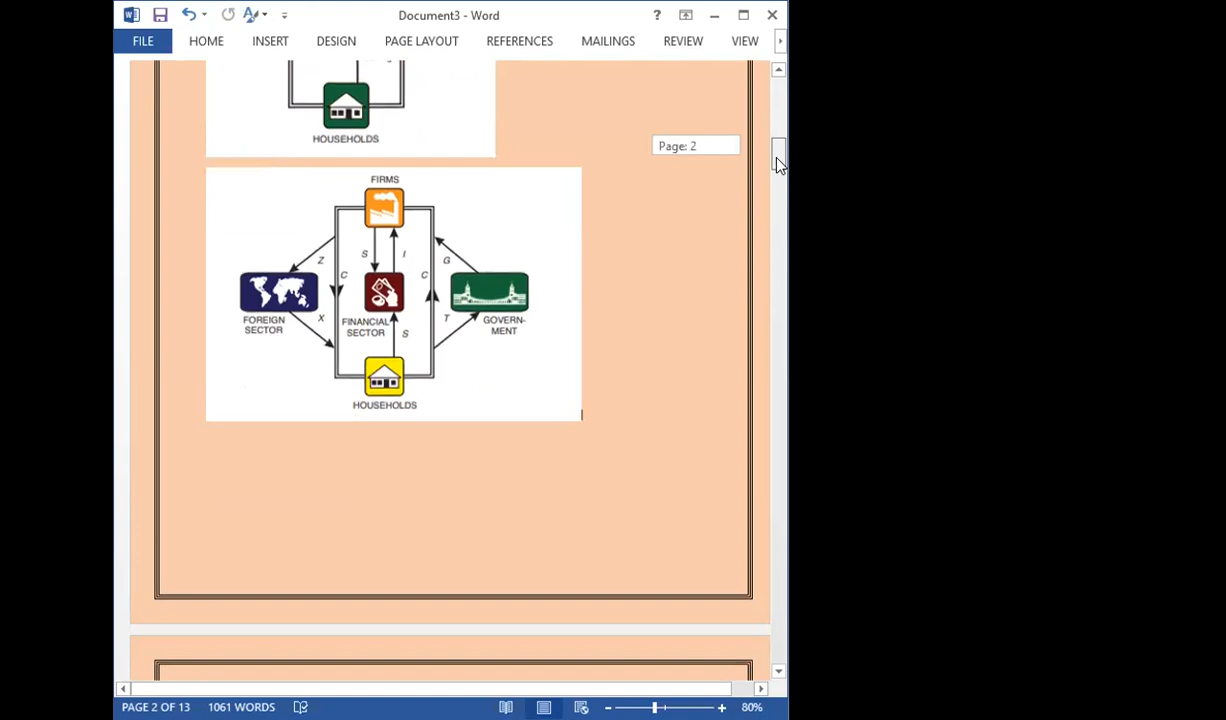 Document3 - Word
?
FILE HOME INSERT DESIGN PAGE LAYOUT REFERENCES MAILINGS REVIEW VIEW
HOUSEHOLDS
Page: 2
FIRMS
Z C S I C G
FOREIGN
SECTOR
X
FINANCIAL
SECTOR
S
T
GOVERN-
MENT
HOUSEHOLDS
PAGE 2 OF 13 1061 WORDS 80%